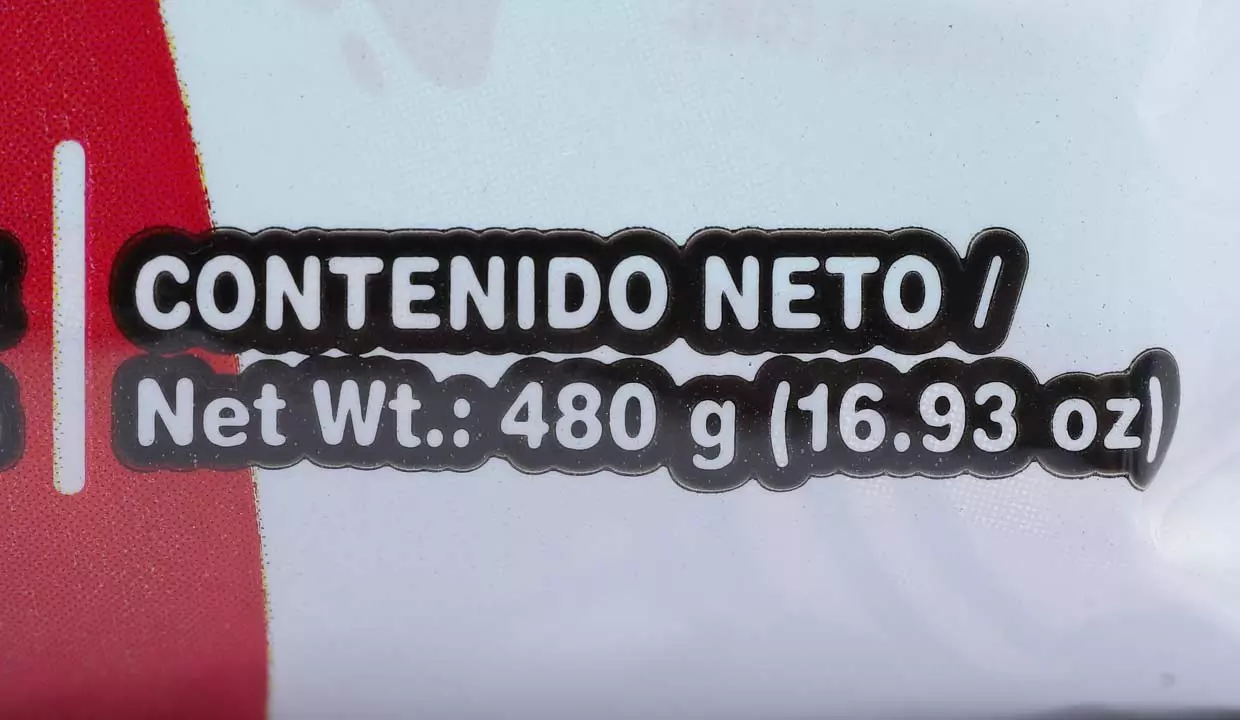 CONTENIDO NETO /
Net Wt.: 480 g (16.93 oz)